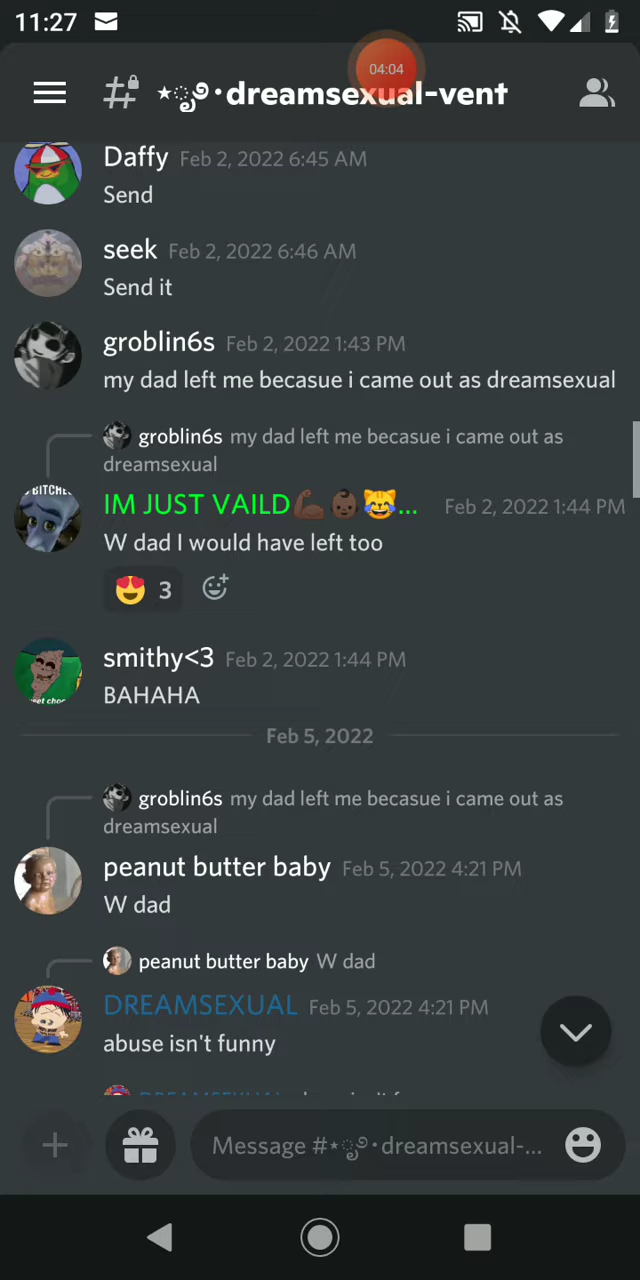 11:27
04:04
⋆ೃ࿔・dreamsexual-vent
Daffy Feb 2, 2022 6:45 AM
Send
seek Feb 2, 2022 6:46 AM
Send it
groblin6s Feb 2, 2022 1:43 PM
my dad left me becasue i came out as dreamsexual
groblin6s my dad left me becasue i came out as
dreamsexual
BITCHES
IM JUST VAILD💪🏿👶🏿😹... Feb 2, 2022 1:44 PM
W dad I would have left too
😍 3
smithy<3 Feb 2, 2022 1:44 PM
BAHAHA
Feb 5, 2022
groblin6s my dad left me becasue i came out as
dreamsexual
peanut butter baby Feb 5, 2022 4:21 PM
W dad
peanut butter baby W dad
DREAMSEXUAL Feb 5, 2022 4:21 PM
abuse isn't funny
Message #⋆ೃ࿔・dreamsexual-...